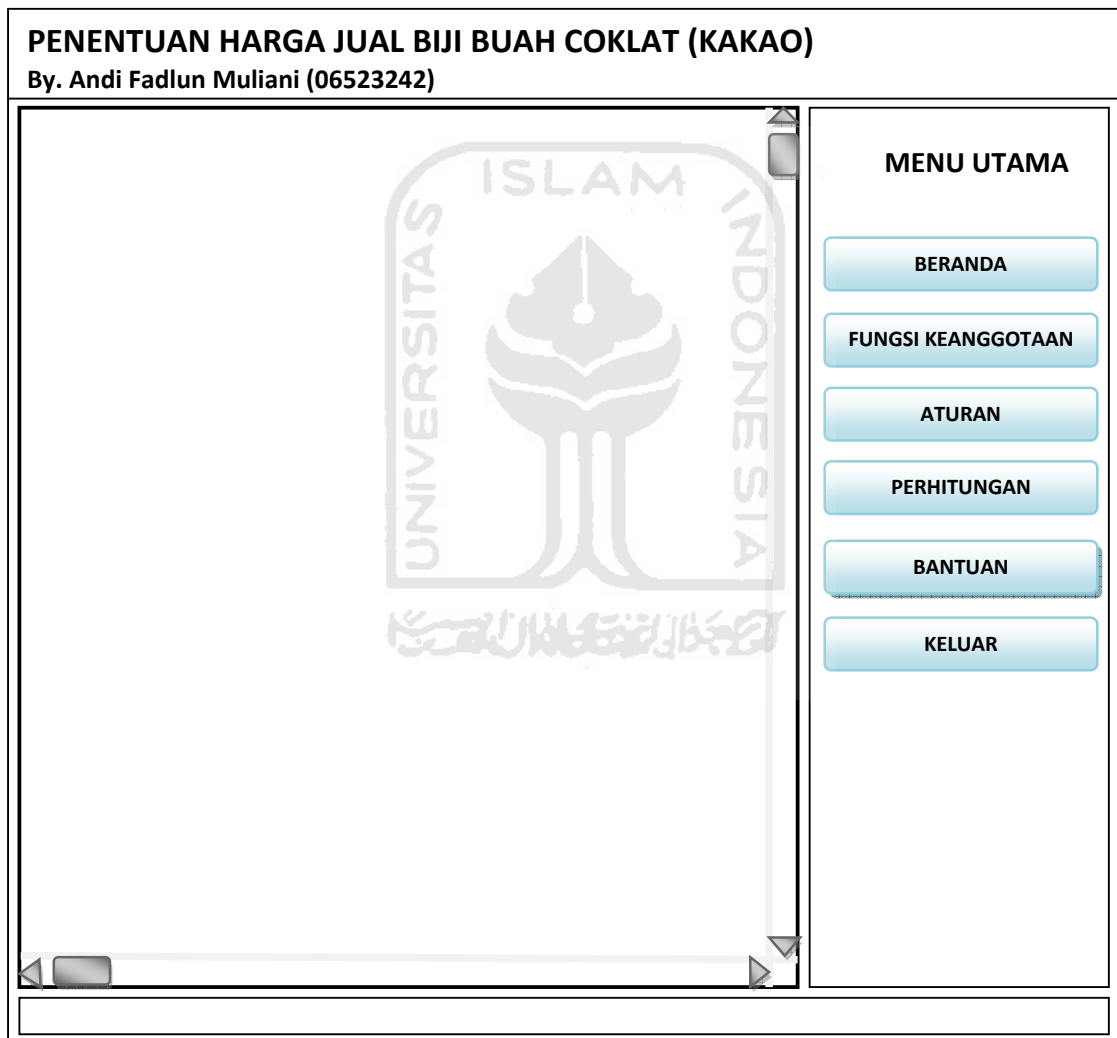 PENENTUAN HARGA JUAL BIJI BUAH COKLAT (KAKAO)
By. Andi Fadlun Muliani (06523242)
UNIVERSITAS
ISLAM
INDONESIA
MENU UTAMA
BERANDA
FUNGSI KEANGGOTAAN
ATURAN
PERHITUNGAN
BANTUAN
KELUAR